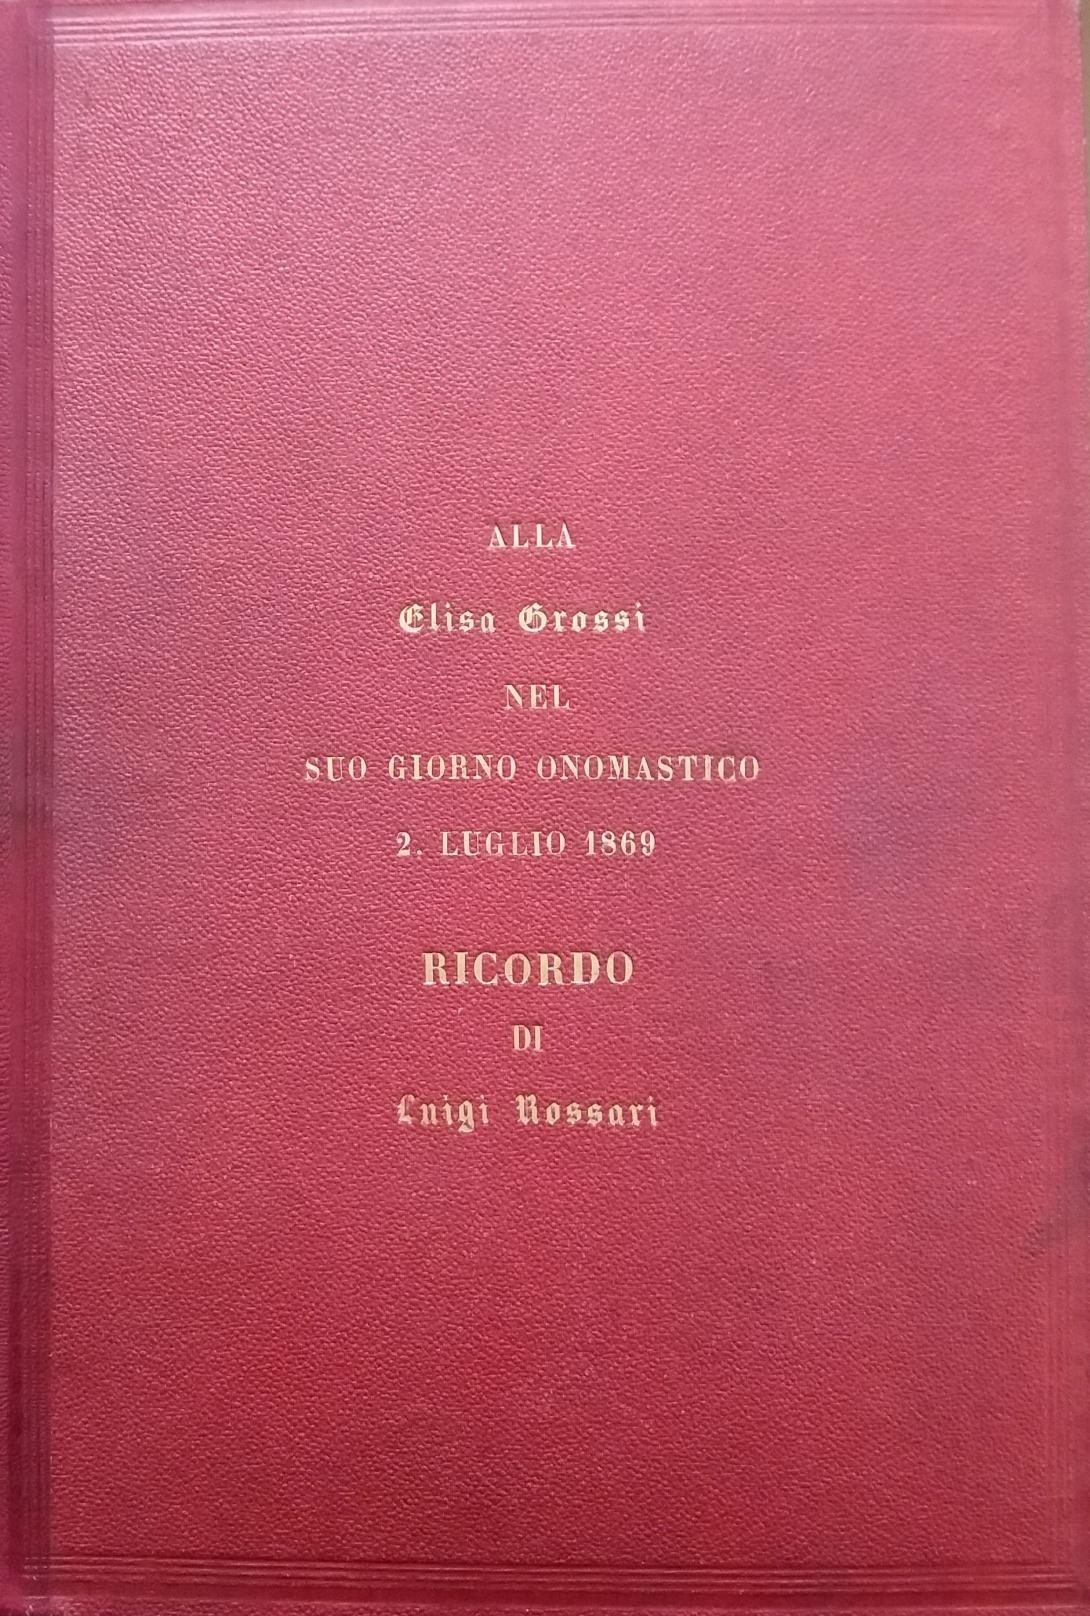 ALLA
Elisa Grossi
NEL
SUO GIORNO ONOMASTICO
2. LUGLIO 1869
RICORDO
DI
Luigi Rossari